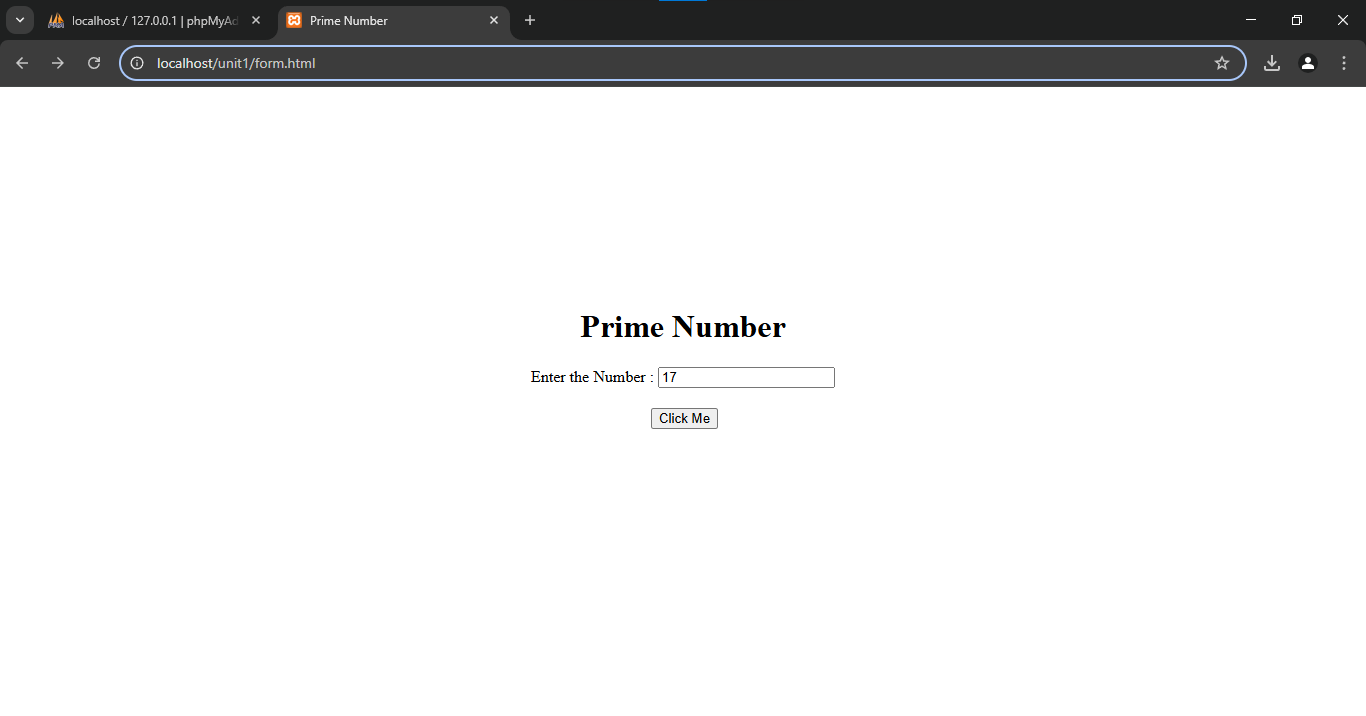 localhost / 127.0.0.1 | phpMyAd
Prime Number
localhost/unit1/form.html
Prime Number
Enter the Number : 17
Click Me